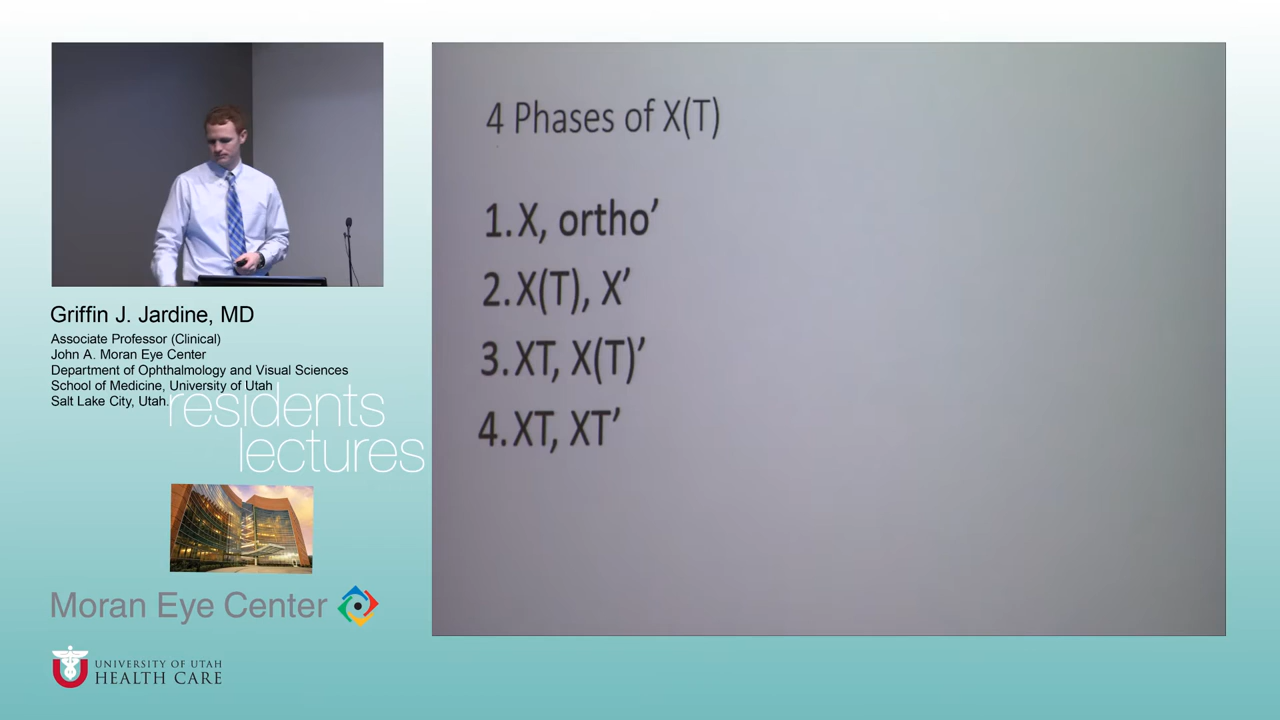 Griffin J. Jardine, MD
Associate Professor (Clinical)
John A. Moran Eye Center
Department of Ophthalmology and Visual Sciences
School of Medicine, University of Utah
Salt Lake City, Utah.
residents
lectures
Moran Eye Center
UNIVERSITY OF UTAH
HEALTH CARE
4 Phases of X(T)
1. X, ortho’
2. X(T), X’
3. XT, X(T)’
4. XT, XT’